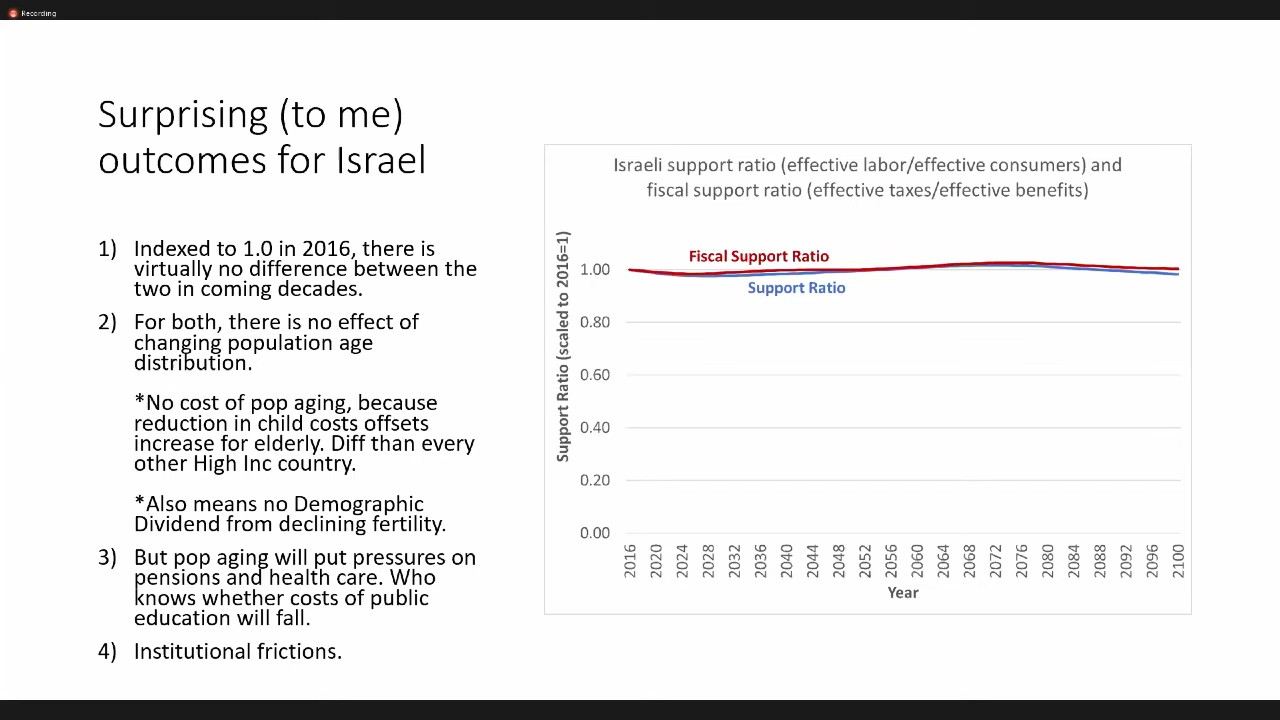 Recording
Surprising (to me)
outcomes for Israel
1) Indexed to 1.0 in 2016, there is
virtually no difference between the
two in coming decades.
2) For both, there is no effect of
changing population age
distribution.
*No cost of pop aging, because
reduction in child costs offsets
increase for elderly. Diff than every
other High Inc country.
*Also means no Demographic
Dividend from declining fertility.
3) But pop aging will put pressures on
pensions and health care. Who
knows whether costs of public
education will fall.
4) Institutional frictions.
Israeli support ratio (effective labor/effective consumers) and
fiscal support ratio (effective taxes/effective benefits)
Support Ratio (scaled to 2016=1)
Fiscal Support Ratio
Support Ratio
1.00
0.80
0.60
0.40
0.20
0.00
2016 2020 2024 2028 2032 2036 2040 2044 2048 2052 2056 2060 2064 2068 2072 2076 2080 2084 2088 2092 2096 2100
Year